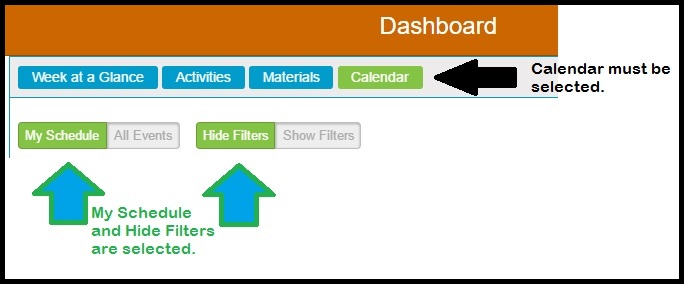 Dashboard
Week at a Glance Activities Materials Calendar
Calendar must be
selected.
My Schedule All Events Hide Filters Show Filters
My Schedule
and Hide Filters
are selected.